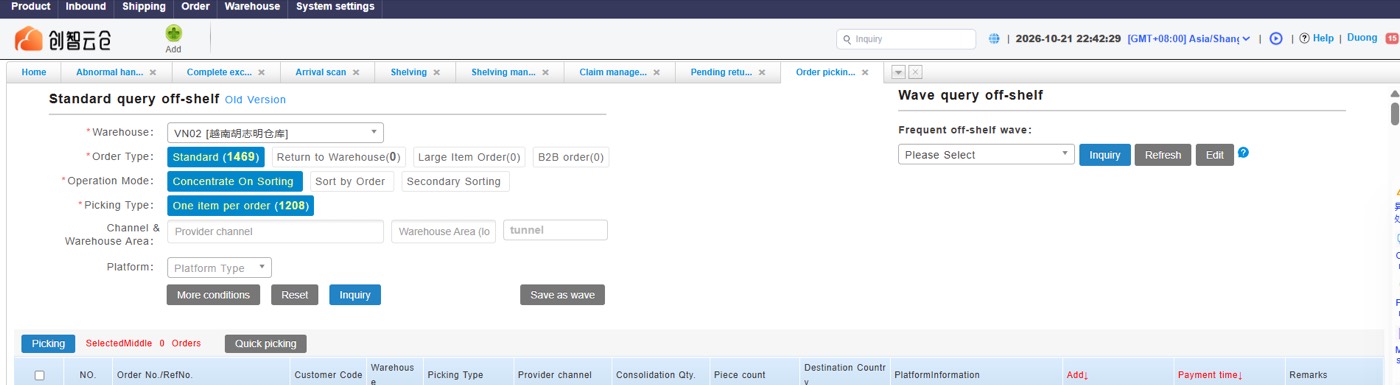 Product Inbound Shipping Order Warehouse System settings
创智云仓 Add Inquiry | 2026-10-21 22:42:29 [GMT+08:00] Asia/Shang | | Help | Duong 15
Home Abnormal han... Complete exc... Arrival scan Shelving Shelving man... Claim manage... Pending retu... Order pickin...
Standard query off-shelf Old Version
Wave query off-shelf
*Warehouse: VN02 [越南胡志明仓库]
Frequent off-shelf wave:
*Order Type: Standard (1469) Return to Warehouse(0) Large Item Order(0) B2B order(0)
Please Select Inquiry Refresh Edit ?
*Operation Mode: Concentrate On Sorting Sort by Order Secondary Sorting
*Picking Type: One item per order (1208)
Channel &
Warehouse Area: Provider channel Warehouse Area (lo tunnel
Platform: Platform Type
More conditions Reset Inquiry Save as wave
Picking SelectedMiddle 0 Orders Quick picking
NO. Order No./RefNo. Customer Code Warehous
e Picking Type Provider channel Consolidation Qty. Piece count Destination Countr
y PlatformInformation Add↓ Payment time↓ Remarks